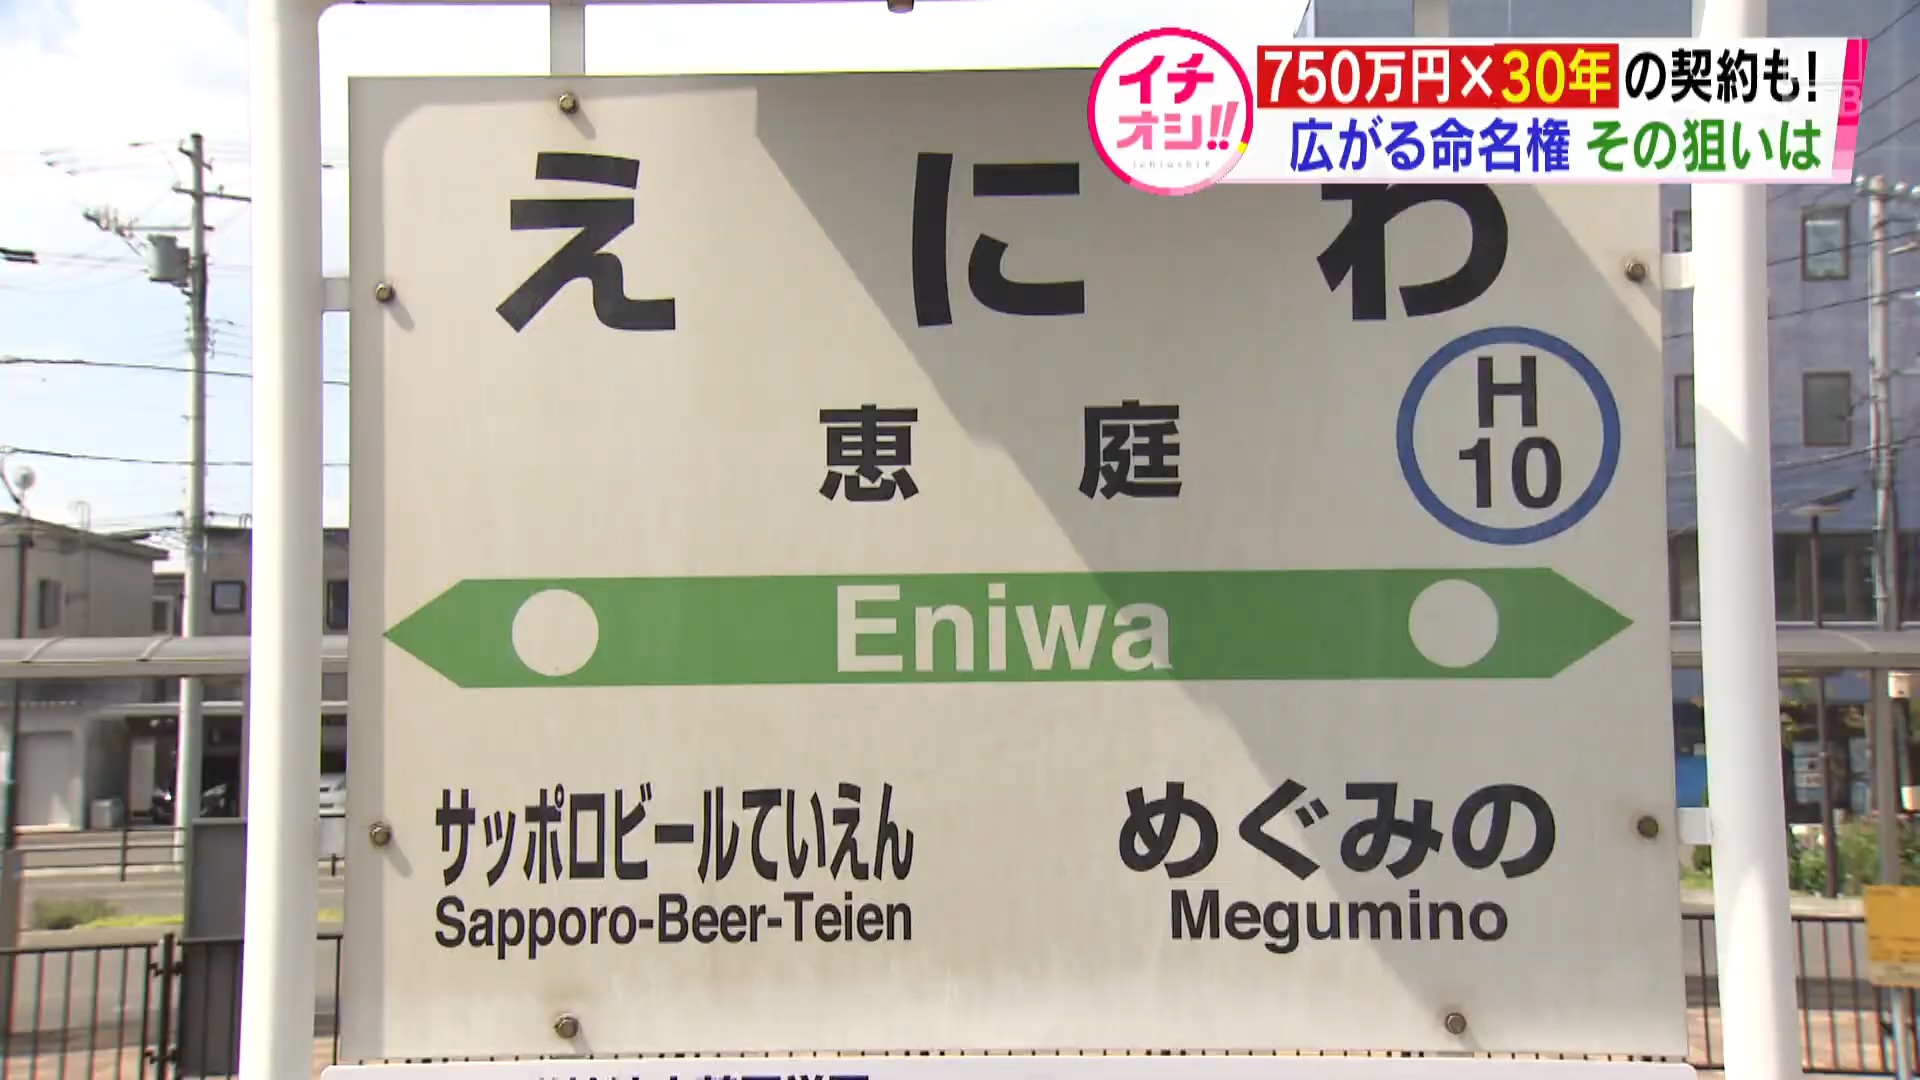 イチ
オシ!!
ichioshi!!
750万円×30年の契約も!
広がる命名権 その狙いは
えにわ
恵庭
H
10
Eniwa
サッポロビールていえん
Sapporo-Beer-Teien
めぐみの
Megumino